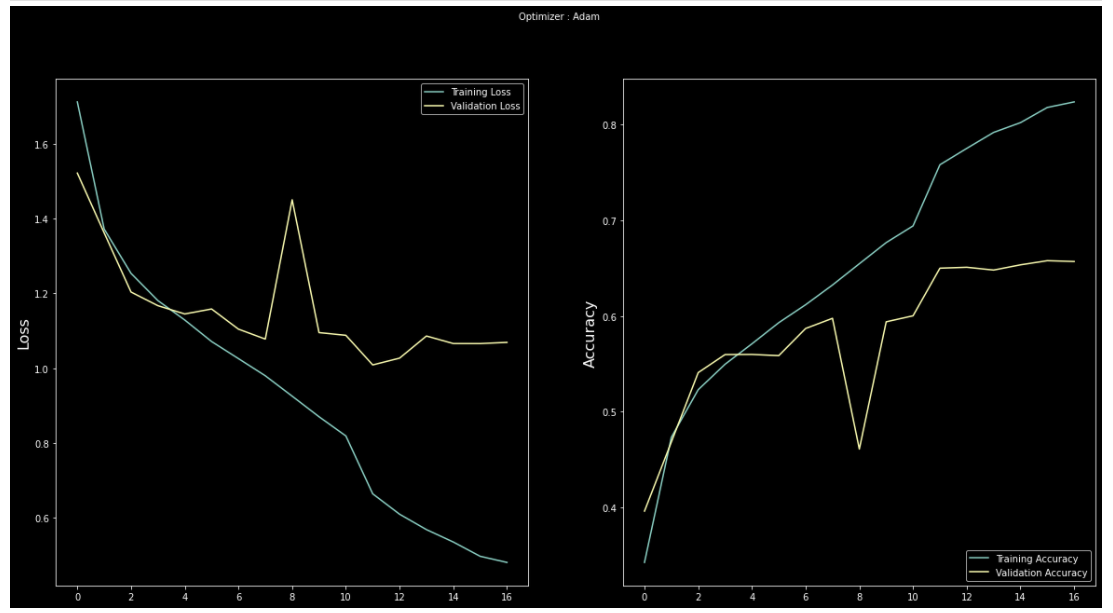 Optimizer : Adam
Training Loss
Validation Loss
Loss
1.6
1.4
1.2
1.0
0.8
0.6
0 2 4 6 8 10 12 14 16
Accuracy
0.8
0.7
0.6
0.5
0.4
Training Accuracy
Validation Accuracy
0 2 4 6 8 10 12 14 16